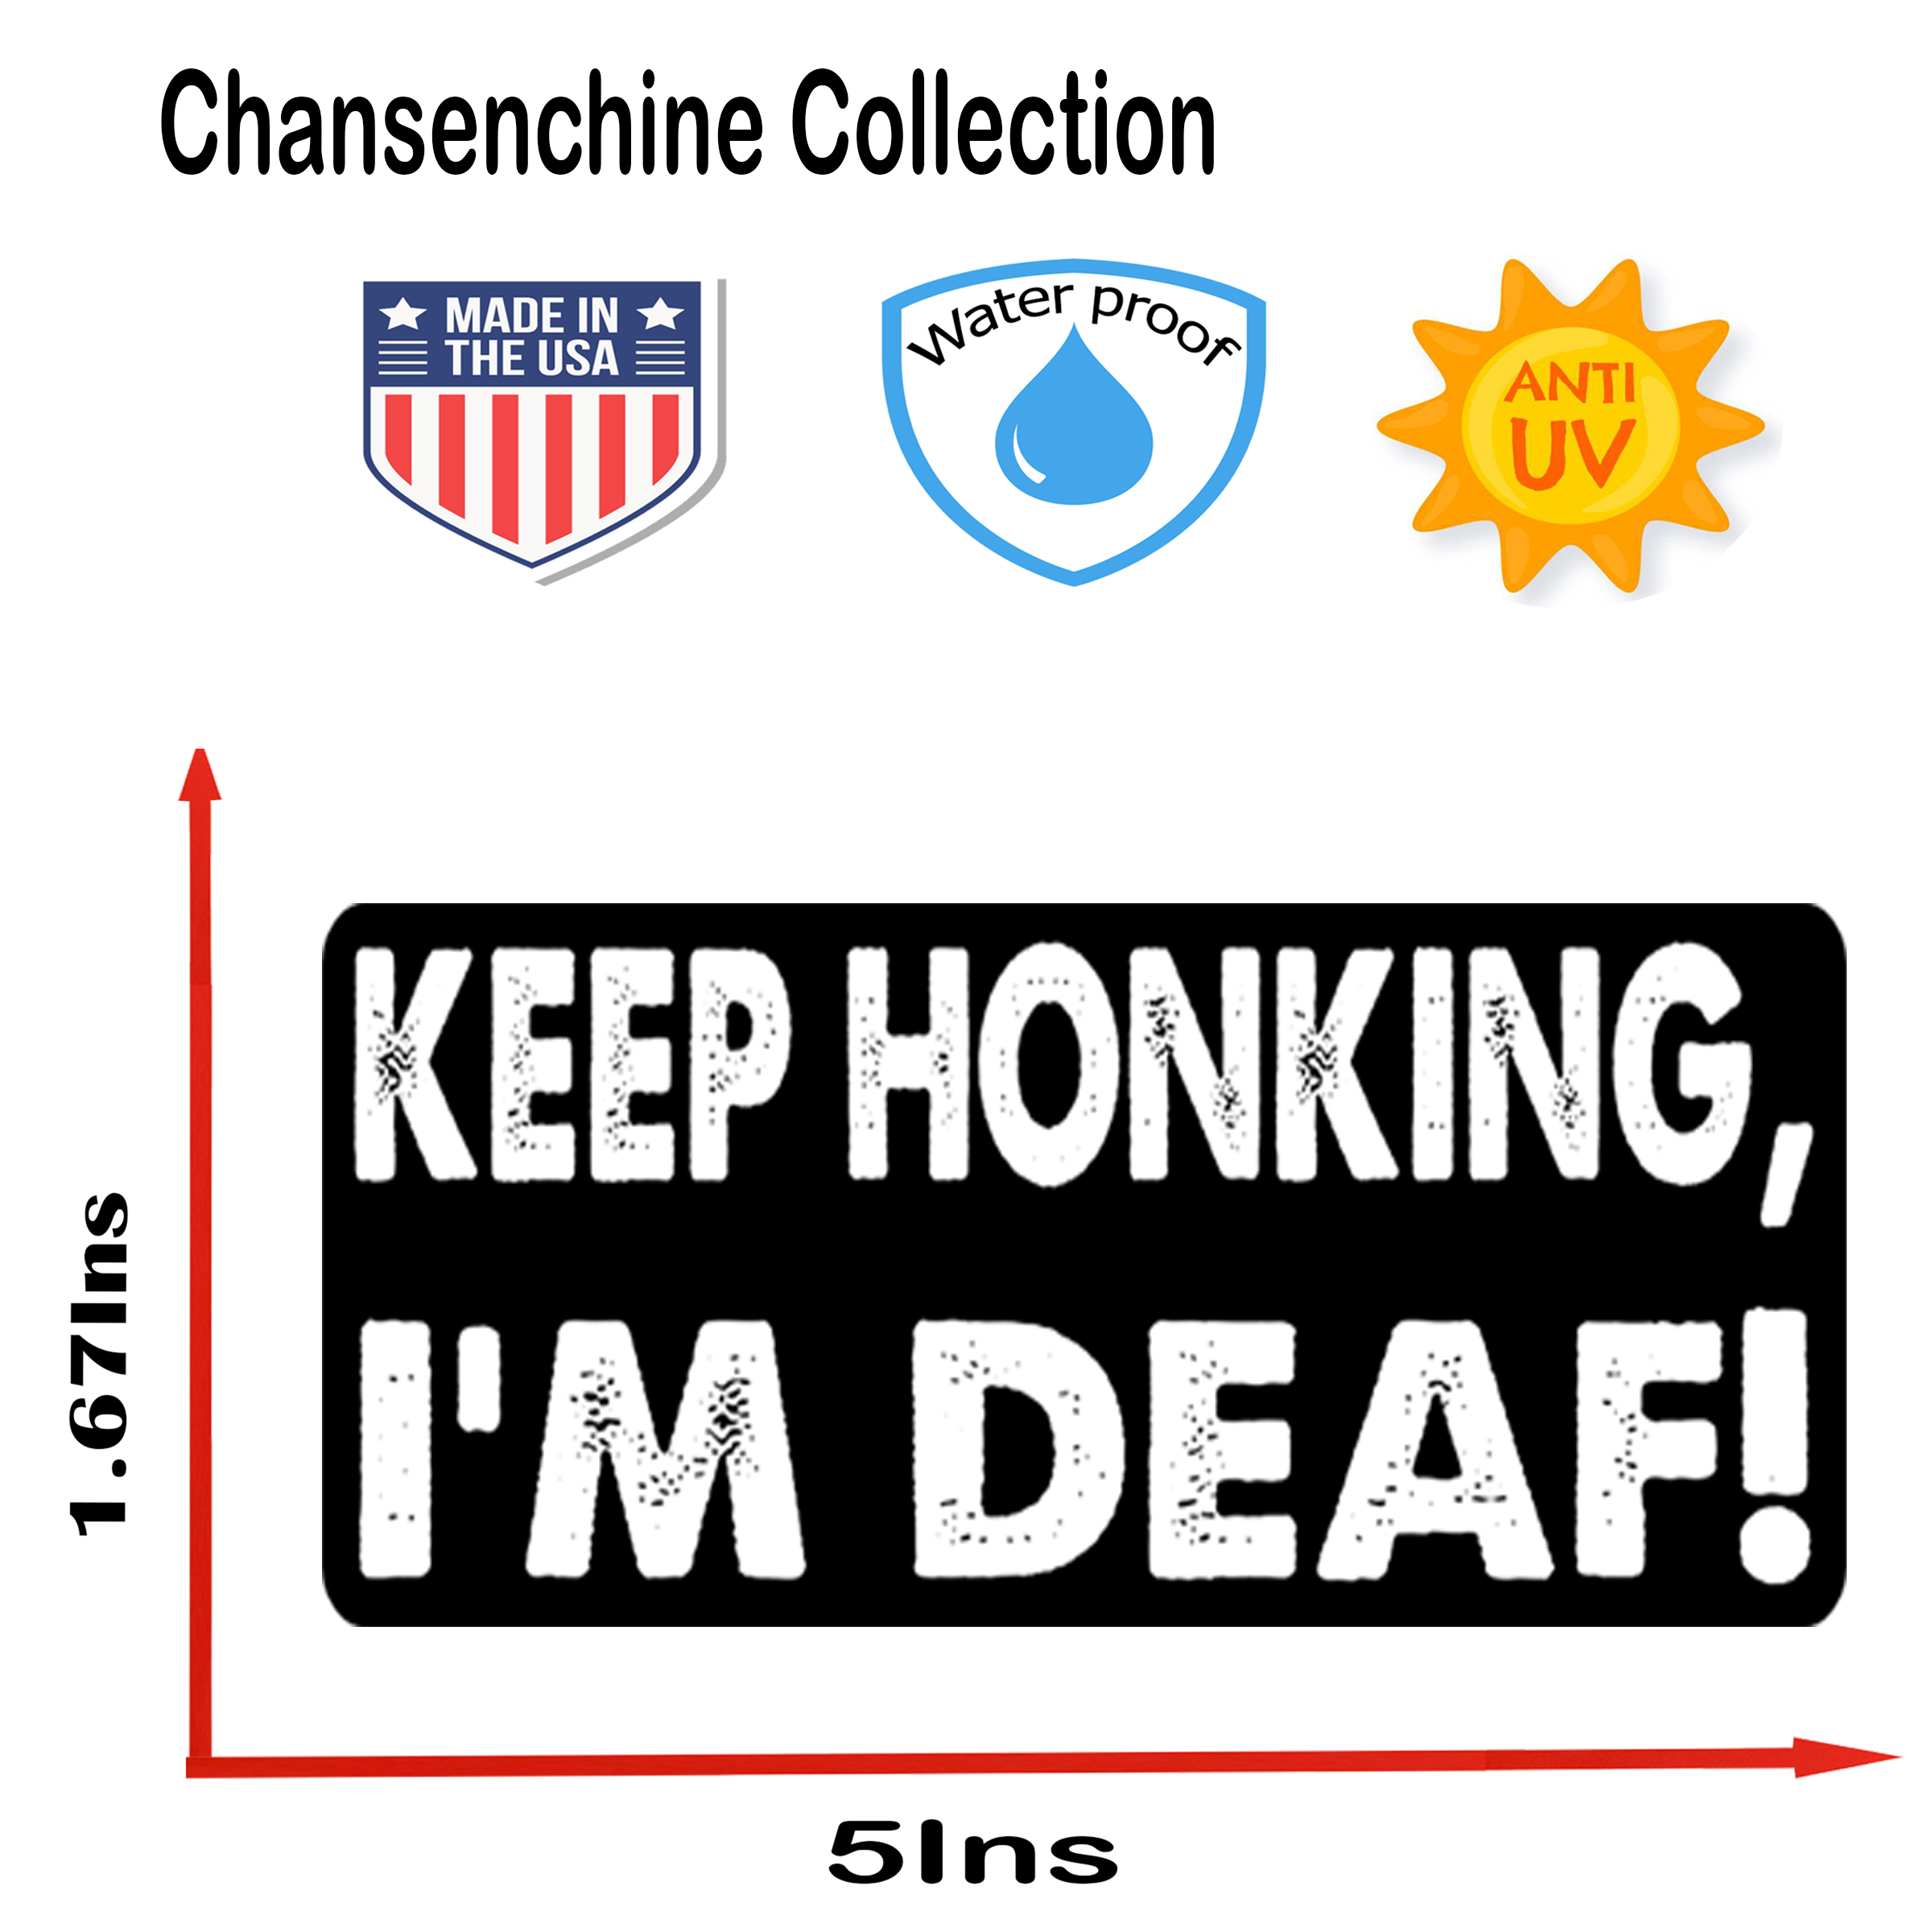 Chansenchine Collection
MADE IN
THE USA
Water proof
ANTI
UV
KEEP HONKING,
I'M DEAF!
1.67Ins
5Ins